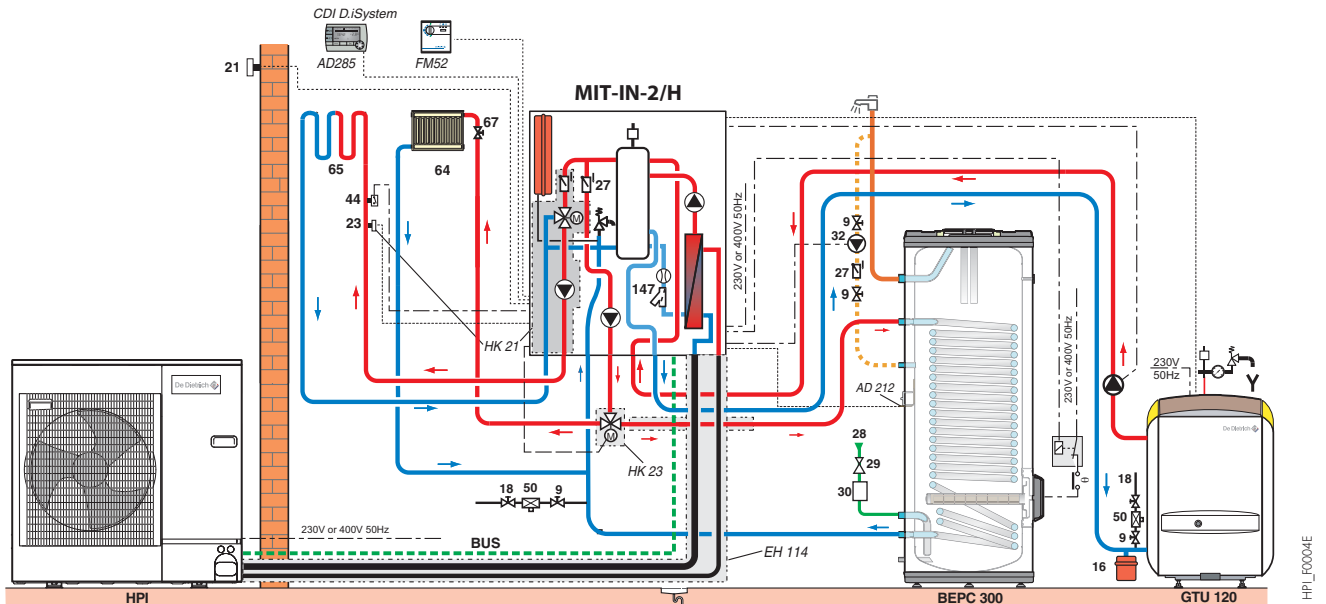 CDI D.iSystem
AD285
FM52
21
MIT-IN-2/H
67
65
64
27
44
23
M
147
HK 21
230V or 400V 50Hz
9
32
27
9
230V or 400V 50Hz
230V
50Hz
Y
De Dietrich
De Dietrich
AD 212
M
HK 23
28
29
30
θ
18
50
9
18
50
9
16
230V or 400V 50Hz
BUS
EH 114
HPI
BEPC 300
GTU 120
HPI_F0004E